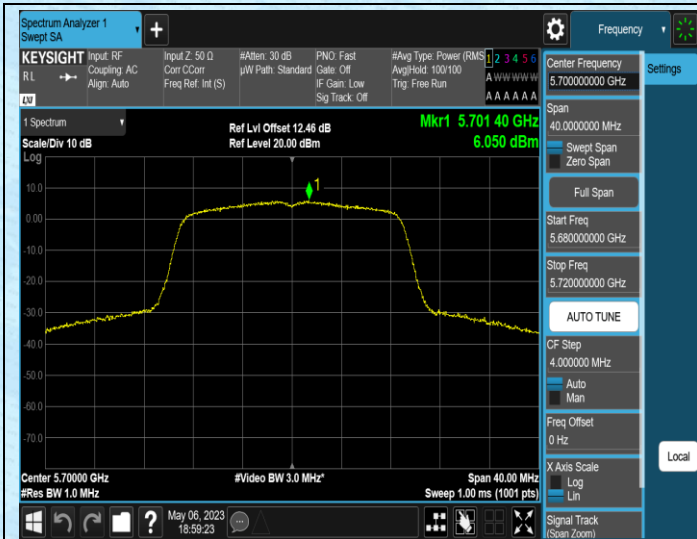 Spectrum Analyzer 1
Swept SA
Frequency
KEYSIGHT
R L
LXI
Input: RF
Coupling: AC
Align: Auto
Input Z: 50 Ω
Corr CCorr
Freq Ref: Int (S)
#Atten: 30 dB
µW Path: Standard
PNO: Fast
Gate: Off
IF Gain: Low
Sig Track: Off
#Avg Type: Power (RMS
Avg|Hold: 100/100
Trig: Free Run
1 2 3 4 5 6
A W W W W W
A A A A A A
1 Spectrum
Scale/Div 10 dB
Log
Ref Lvl Offset 12.46 dB
Ref Level 20.00 dBm
Mkr1 5.701 40 GHz
6.050 dBm
1
10.0
0.00
-10.0
-20.0
-30.0
-40.0
-50.0
-60.0
-70.0
Center 5.70000 GHz
#Res BW 1.0 MHz
#Video BW 3.0 MHz*
Span 40.00 MHz
Sweep 1.00 ms (1001 pts)
?
May 06, 2023
18:59:23
Center Frequency
5.700000000 GHz
Span
40.0000000 MHz
Swept Span
Zero Span
Full Span
Start Freq
5.680000000 GHz
Stop Freq
5.720000000 GHz
AUTO TUNE
CF Step
4.000000 MHz
Auto
Man
Freq Offset
0 Hz
X Axis Scale
Log
Lin
Signal Track
(Span Zoom)
Settings
Local